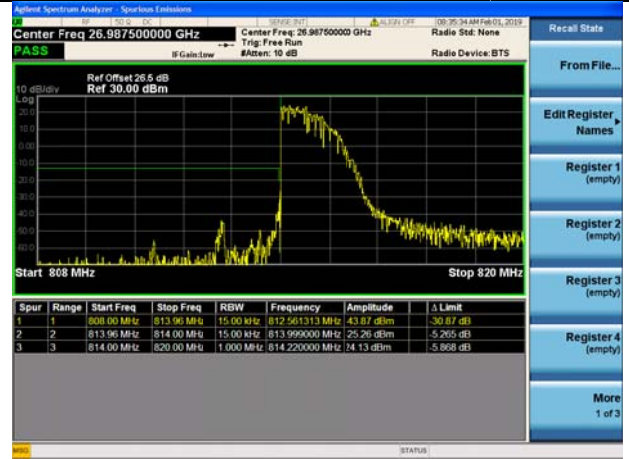 Agilent Spectrum Analyzer - Spurious Emissions
RF 50 Ω DC SENSE:INT ALIGN OFF 08:35:34 AM Feb 01, 2019
Center Freq 26.987500000 GHz Center Freq: 26.987500000 GHz Radio Std: None
Trig: Free Run
PASS IFGain:Low #Atten: 10 dB Radio Device: BTS
Ref Offset 26.5 dB
10 dB/div Ref 30.00 dBm
Log
20.0
10.0
0.00
Start 808 MHz Stop 820 MHz
Spur Range Start Freq Stop Freq RBW Frequency Amplitude Δ Limit
1 1 808.00 MHz 813.96 MHz 15.00 kHz 812.561313 MHz 43.87 dBm -30.87 dB
2 2 813.96 MHz 814.00 MHz 15.00 kHz 813.999000 MHz 25.26 dBm -5.265 dB
3 3 814.00 MHz 820.00 MHz 1.000 MHz 814.220000 MHz 24.13 dBm -5.868 dB
MSG STATUS
Recall State
From File...
Edit Register Names
Register 1
(empty)
Register 2
(empty)
Register 3
(empty)
Register 4
(empty)
More
1 of 3